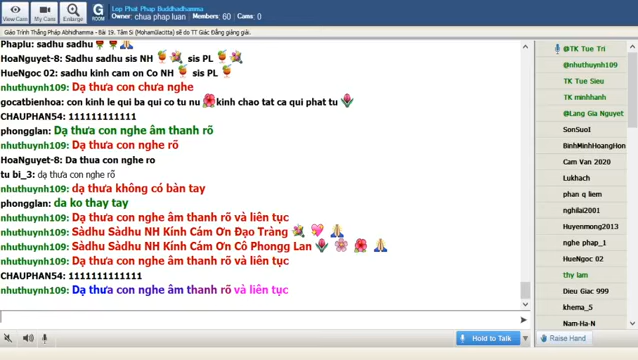 Lep Phat Phap Buddhadhamma
Owner: chua phap luan Members: 60 Cams: 0
View Cam
My Cam
Enlarge
G
ROOM
Giáo Trình Thắng Pháp Abhidhamma - Bài 19. Tâm Si (MohamGiacitta) sẽ do TT Giác Đẳng giảng giải.
Phaplu: sadhu sadhu
HoaNguyet-8: Sadhu sadhu sis NH sis PL
HueNgoc 02: sadhu kinh cam on Co NH sis PL
nhuthuynh109: Dạ thưa con chưa nghe
gocatbienhoa: con kinh le qui ba qui co tu nu kinh chao tat ca qui phat tu
CHAUPHAN54: 111111111111
phongglan: Dạ thưa con nghe âm thanh rõ
nhuthuynh109: Dạ thưa con nghe rõ
HoaNguyet-8: Da thua con nghe ro
tu bi_3: dạ thưa con nghe rõ
nhuthuynh109: dạ thưa không có bàn tay
phongglan: da ko thay tay
nhuthuynh109: Dạ thưa con nghe âm thanh rõ và liên tục
nhuthuynh109: Sàdhu Sàdhu NH Kính Cám Ơn Đạo Tràng
nhuthuynh109: Sàdhu Sàdhu NH Kính Cám Ơn Cô Phongg Lan
nhuthuynh109: Dạ thưa con nghe âm thanh rõ và liên tục
CHAUPHAN54: 1111111111111
nhuthuynh109: Dạ thưa con nghe âm thanh rõ và liên tục
Hold to Talk
@TK Tue Tri
@nhuthuynh109
TK Tue Sieu
TK minhhanh
@Lang Gia Nguyet
SonSuoI
BinhMinhHoangHon
Cam Van 2020
Lukhach
phan q liem
nghilai2001
Huyenmong2013
nghe phap_1
HueNgoc 02
thy lam
Dieu Giac 999
khema_5
Nam-Ha-N
Raise Hand